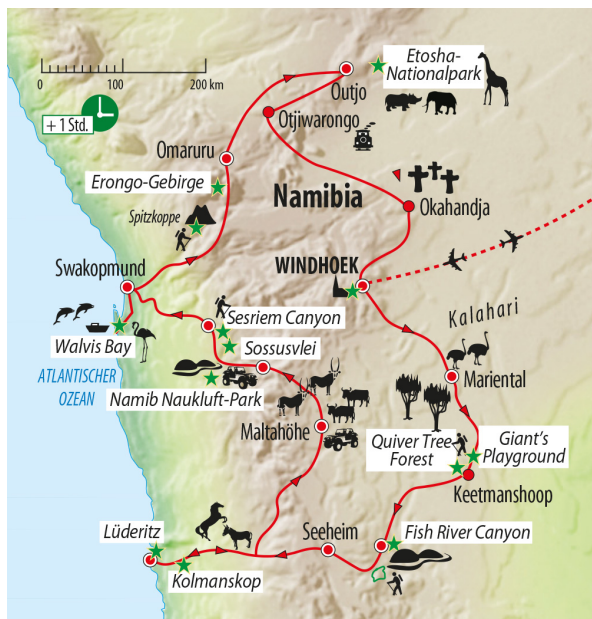 Etosha-
Nationalpark
0
100
200 km
Outjo
+ 1 Std.
Otjiwarongo
Omaruru
Erongo-Gebirge
Namibia
Okahandja
Spitzkoppe
WINDHOEK
Swakopmund
Kalahari
Sesriem Canyon
Walvis Bay
Sossusvlei
ATLANTISCHER
OZEAN
Mariental
Namib Naukluft-Park
Maltahöhe
Quiver Tree
Forest
Giant's
Playground
Keetmanshoop
Lüderitz
Seeheim
Fish River Canyon
Kolmanskop